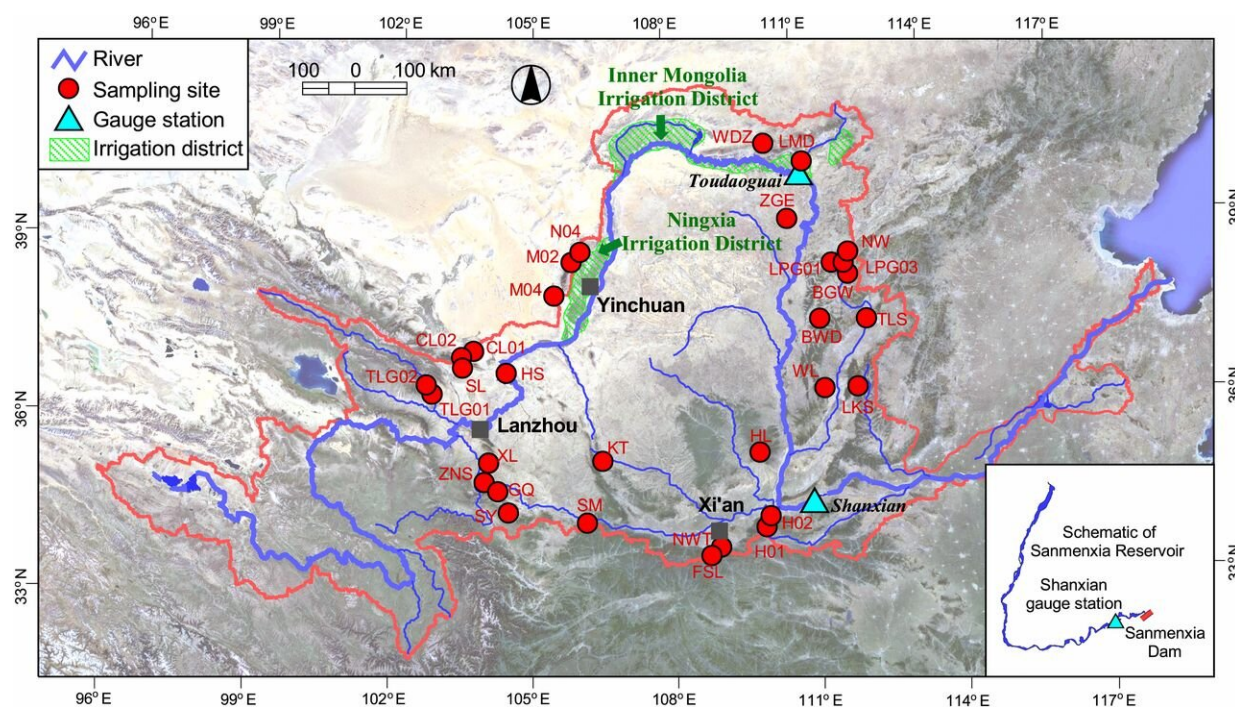 96°E 99°E 102°E 105°E 108°E 111°E 114°E 117°E
River
Sampling site
Gauge station
Irrigation district
100 0 100 km
Inner Mongolia
Irrigation District
WDZ
LMD
Toudaoguai
ZGE
39°N
39°N
Ningxia
Irrigation District
N04
M02
M04
Yinchuan
NW
LPG01
LPG03
BGW
BWD
TLS
CL02
CL01
SL
HS
TLG02
TLG01
WL
LKS
36°N
36°N
Lanzhou
XL
ZNS
GQ
SY
KT
SM
HL
Xi'an
Shanxian
H02
H01
NWT
FSL
33°N
33°N
Schematic of
Sanmenxia Reservoir
Shanxian
gauge station
Sanmenxia
Dam
96°E 99°E 102°E 105°E 108°E 111°E 114°E 117°E